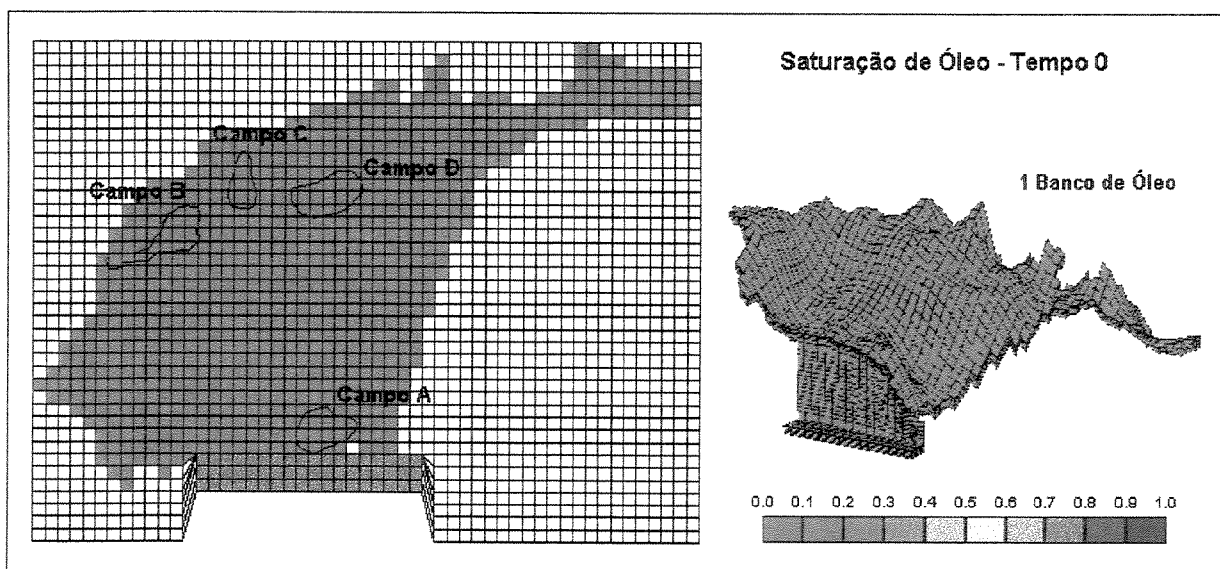 Saturação de Óleo - Tempo 0
Campo C
Campo D
Campo B
1 Banco de Óleo
Campo A
0.0 0.1 0.2 0.3 0.4 0.5 0.6 0.7 0.8 0.9 1.0